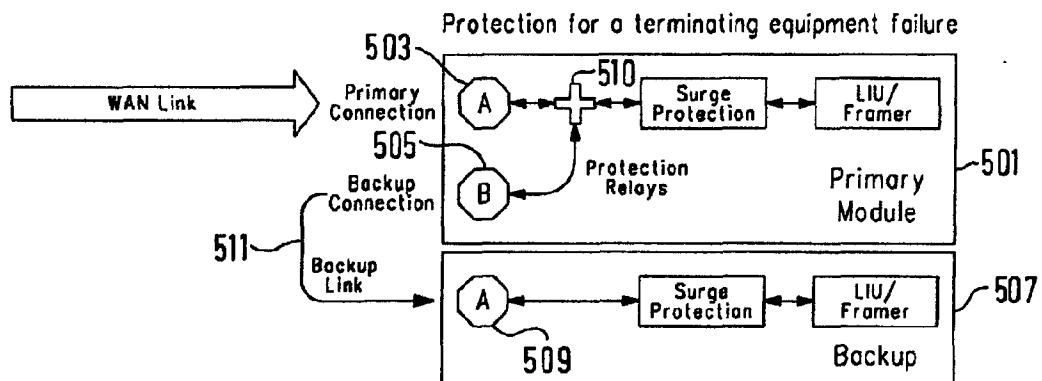 Protection for a terminating equipment failure
503
510
WAN Link
Primary
Connection
A
Surge
Protection
LIU/
Framer
505
501
Backup
Connection
B
Protection
Relays
Primary
Module
511
Backup
Link
A
Surge
Protection
LIU/
Framer
507
509
Backup